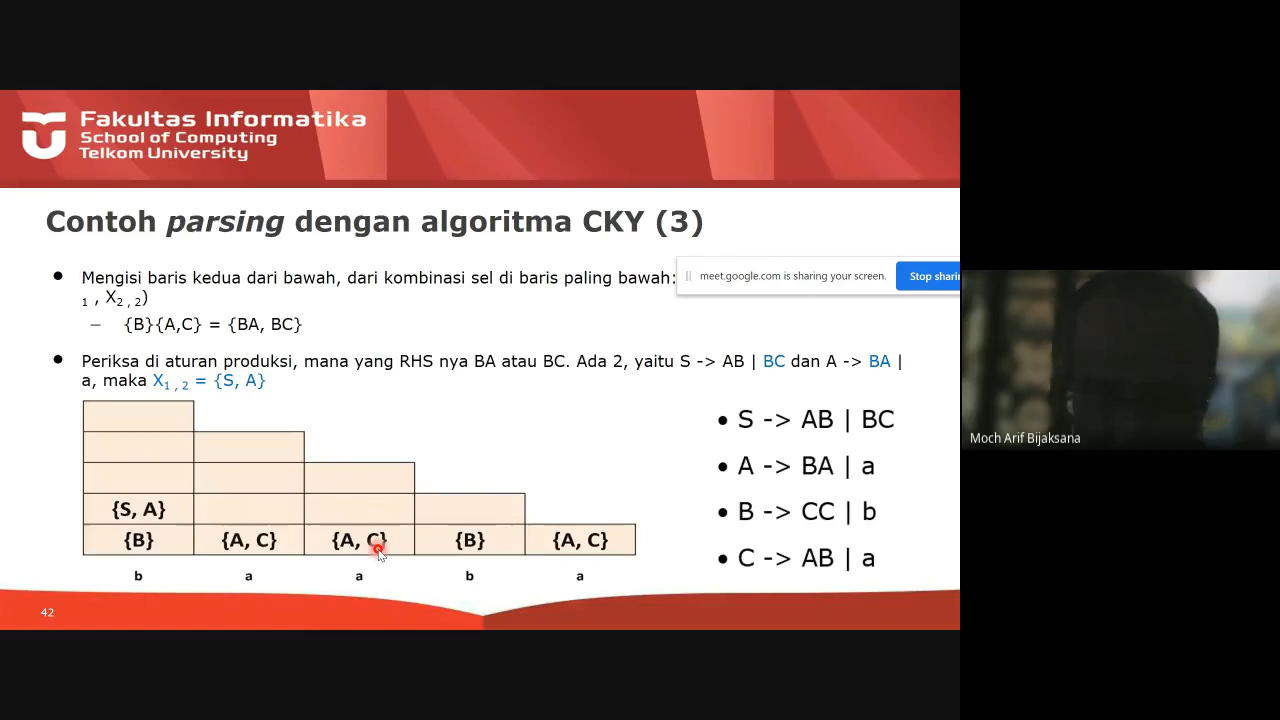 Fakultas Informatika
School of Computing
Telkom University
Contoh parsing dengan algoritma CKY (3)
• Mengisi baris kedua dari bawah, dari kombinasi sel di baris paling bawah:
1 , X2 , 2)
– {B}{A,C} = {BA, BC}
meet.google.com is sharing your screen.
Stop sharin
• Periksa di aturan produksi, mana yang RHS nya BA atau BC. Ada 2, yaitu S -> AB | BC dan A -> BA |
a, maka X1 , 2 = {S, A}
{S, A}
{B} {A, C} {A, C} {B} {A, C}
b a a b a
• S -> AB | BC
• A -> BA | a
• B -> CC | b
• C -> AB | a
42
Moch Arif Bijaksana